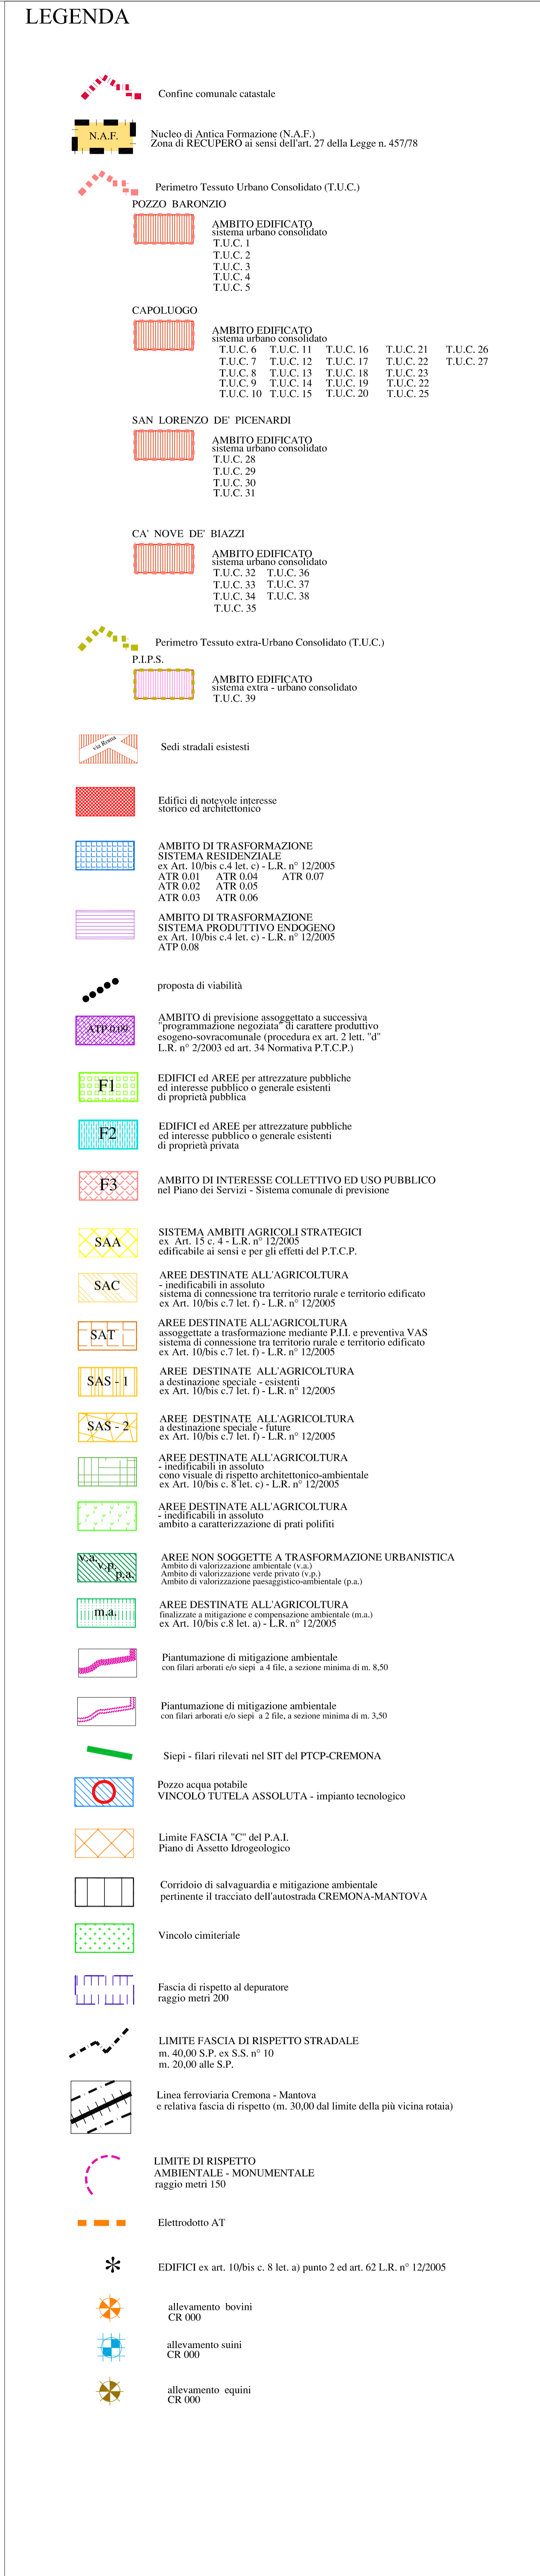 LEGENDA
Confine comunale catastale
N.A.F.
Nucleo di Antica Formazione (N.A.F.)
Zona di RECUPERO ai sensi dell'art. 27 della Legge n. 457/78
Perimetro Tessuto Urbano Consolidato (T.U.C.)
POZZO BARONZIO
AMBITO EDIFICATO
sistema urbano consolidato
T.U.C. 1
T.U.C. 2
T.U.C. 3
T.U.C. 4
T.U.C. 5
CAPOLUOGO
AMBITO EDIFICATO
sistema urbano consolidato
T.U.C. 6 T.U.C. 11 T.U.C. 16 T.U.C. 21 T.U.C. 26
T.U.C. 7 T.U.C. 12 T.U.C. 17 T.U.C. 22 T.U.C. 27
T.U.C. 8 T.U.C. 13 T.U.C. 18 T.U.C. 23
T.U.C. 9 T.U.C. 14 T.U.C. 19 T.U.C. 22
T.U.C. 10 T.U.C. 15 T.U.C. 20 T.U.C. 25
SAN LORENZO DE' PICENARDI
AMBITO EDIFICATO
sistema urbano consolidato
T.U.C. 28
T.U.C. 29
T.U.C. 30
T.U.C. 31
CA' NOVE DE' BIAZZI
AMBITO EDIFICATO
sistema urbano consolidato
T.U.C. 32 T.U.C. 36
T.U.C. 33 T.U.C. 37
T.U.C. 34 T.U.C. 38
T.U.C. 35
Perimetro Tessuto extra-Urbano Consolidato (T.U.C.)
P.I.P.S.
AMBITO EDIFICATO
sistema extra - urbano consolidato
T.U.C. 39
via Roma
Sedi stradali esistesti
Edifici di notevole interesse
storico ed architettonico
AMBITO DI TRASFORMAZIONE
SISTEMA RESIDENZIALE
ex Art. 10/bis c.4 let. c) - L.R. n° 12/2005
ATR 0.01 ATR 0.04 ATR 0.07
ATR 0.02 ATR 0.05
ATR 0.03 ATR 0.06
AMBITO DI TRASFORMAZIONE
SISTEMA PRODUTTIVO ENDOGENO
ex Art. 10/bis c.4 let. c) - L.R. n° 12/2005
ATP 0.08
proposta di viabilità
ATP 0.09
AMBITO di previsione assoggettato a successiva
"programmazione negoziata" di carattere produttivo
esogeno-sovracomunale (procedura ex art. 2 lett. "d"
L.R. n° 2/2003 ed art. 34 Normativa P.T.C.P.)
F1
EDIFICI ed AREE per attrezzature pubbliche
ed interesse pubblico o generale esistenti
di proprietà pubblica
F2
EDIFICI ed AREE per attrezzature pubbliche
ed interesse pubblico o generale esistenti
di proprietà privata
F3
AMBITO DI INTERESSE COLLETTIVO ED USO PUBBLICO
nel Piano dei Servizi - Sistema comunale di previsione
SAA
SISTEMA AMBITI AGRICOLI STRATEGICI
ex Art. 15 c. 4 - L.R. n° 12/2005
edificabile ai sensi e per gli effetti del P.T.C.P.
SAC
AREE DESTINATE ALL'AGRICOLTURA
- inedificabili in assoluto
sistema di connessione tra territorio rurale e territorio edificato
ex Art. 10/bis c.7 let. f) - L.R. n° 12/2005
SAT
AREE DESTINATE ALL'AGRICOLTURA
assoggettate a trasformazione mediante P.I.I. e preventiva VAS
sistema di connessione tra territorio rurale e territorio edificato
ex Art. 10/bis c.7 let. f) - L.R. n° 12/2005
SAS - 1
AREE DESTINATE ALL'AGRICOLTURA
a destinazione speciale - esistenti
ex Art. 10/bis c.7 let. f) - L.R. n° 12/2005
SAS - 2
AREE DESTINATE ALL'AGRICOLTURA
a destinazione speciale - future
ex Art. 10/bis c.7 let. f) - L.R. n° 12/2005
AREE DESTINATE ALL'AGRICOLTURA
- inedificabili in assoluto
cono visuale di rispetto architettonico-ambientale
ex Art. 10/bis c. 8 let. c) - L.R. n° 12/2005
AREE DESTINATE ALL'AGRICOLTURA
- inedificabili in assoluto
ambito a caratterizzazione di prati polifiti
v.a.
v.p.
p.a.
AREE NON SOGGETTE A TRASFORMAZIONE URBANISTICA
Ambito di valorizzazione ambientale (v.a.)
Ambito di valorizzazione verde privato (v.p.)
Ambito di valorizzazione paesaggistico-ambientale (p.a.)
m.a.
AREE DESTINATE ALL'AGRICOLTURA
finalizzate a mitigazione e compensazione ambientale (m.a.)
ex Art. 10/bis c.8 let. a) - L.R. n° 12/2005
Piantumazione di mitigazione ambientale
con filari arborati e/o siepi a 4 file, a sezione minima di m. 8,50
Piantumazione di mitigazione ambientale
con filari arborati e/o siepi a 2 file, a sezione minima di m. 3,50
Siepi - filari rilevati nel SIT del PTCP-CREMONA
Pozzo acqua potabile
VINCOLO TUTELA ASSOLUTA - impianto tecnologico
Limite FASCIA "C" del P.A.I.
Piano di Assetto Idrogeologico
Corridoio di salvaguardia e mitigazione ambientale
pertinente il tracciato dell'autostrada CREMONA-MANTOVA
Vincolo cimiteriale
Fascia di rispetto al depuratore
raggio metri 200
LIMITE FASCIA DI RISPETTO STRADALE
m. 40,00 S.P. ex S.S. n° 10
m. 20,00 alle S.P.
Linea ferroviaria Cremona - Mantova
e relativa fascia di rispetto (m. 30,00 dal limite della più vicina rotaia)
LIMITE DI RISPETTO
AMBIENTALE - MONUMENTALE
raggio metri 150
Elettrodotto AT
* EDIFICI ex art. 10/bis c. 8 let. a) punto 2 ed art. 62 L.R. n° 12/2005
allevamento bovini
CR 000
allevamento suini
CR 000
allevamento equini
CR 000